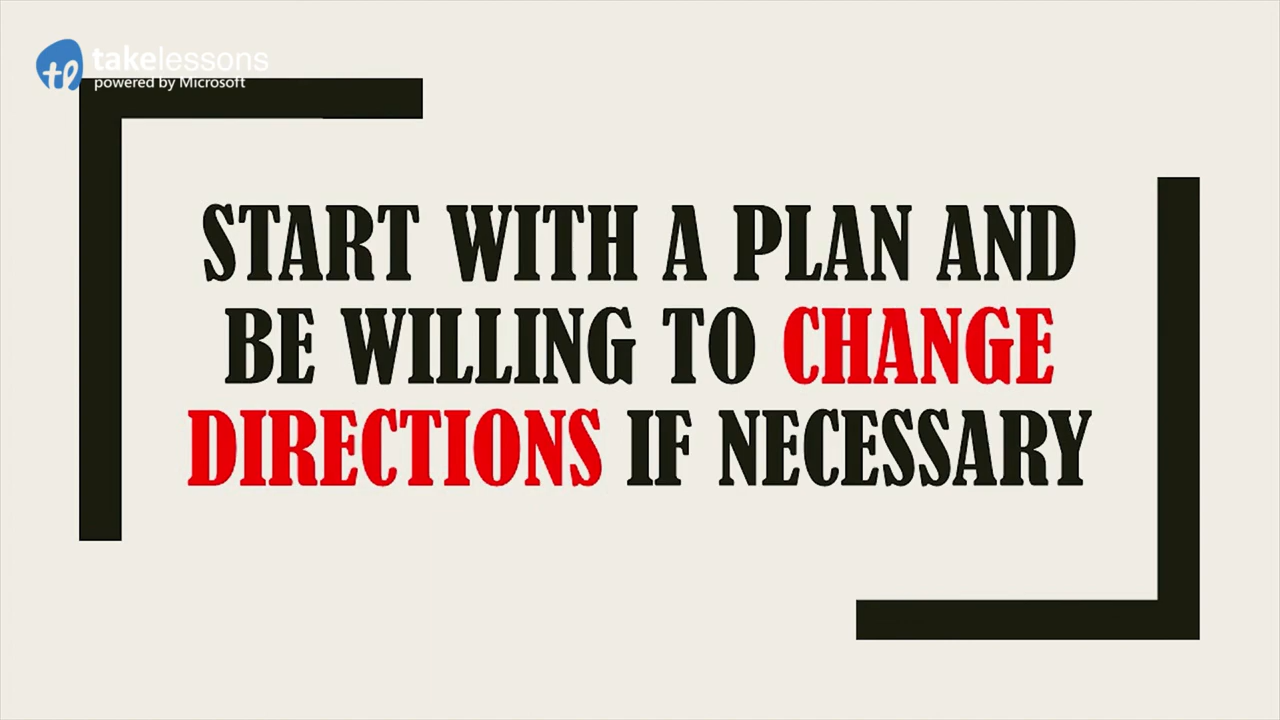 takelessons
powered by Microsoft
START WITH A PLAN AND
BE WILLING TO CHANGE
DIRECTIONS IF NECESSARY